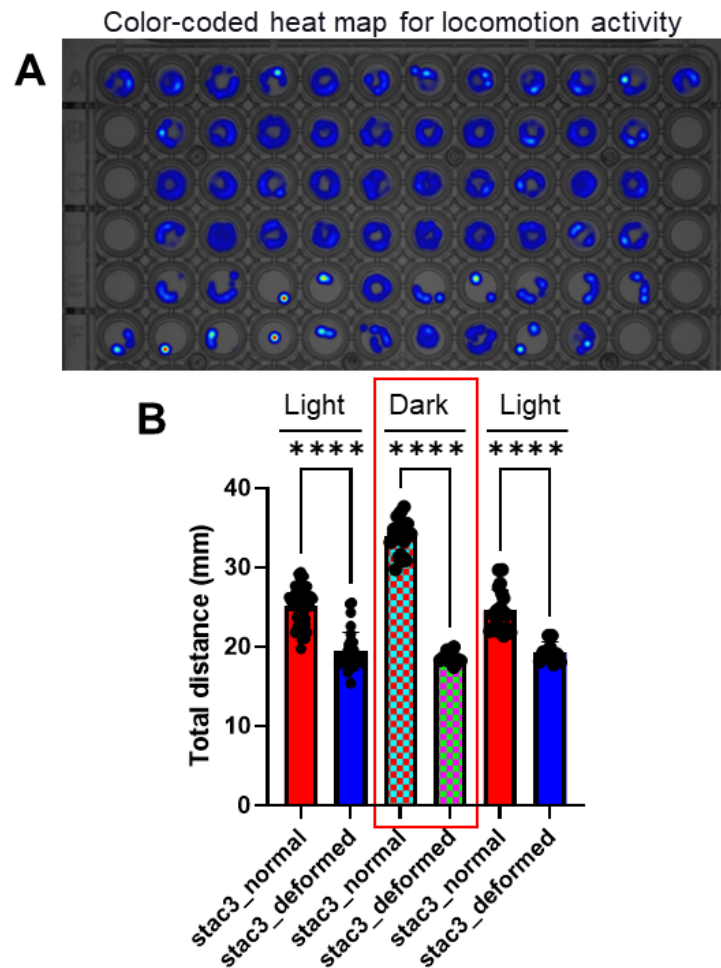 Color-coded heat map for locomotion activity
A
A
B
C
D
E
F
B
Light Dark Light
**** **** ****
40
30
20
10
0
Total distance (mm)
stac3_normal
stac3_deformed
stac3_normal
stac3_deformed
stac3_normal
stac3_deformed